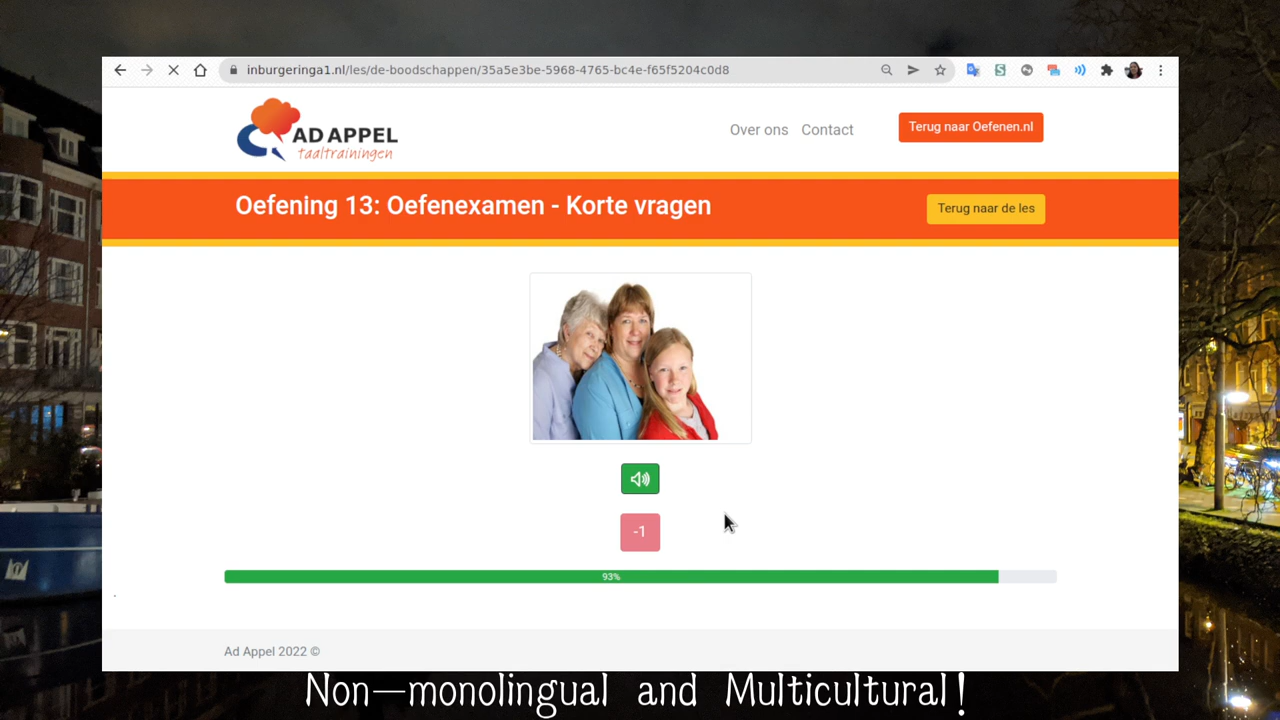 inburgeringa1.nl/les/de-boodschappen/35a5e3be-5968-4765-bc4e-f65f5204c0d8
AD APPEL
taaltrainingen
Over ons
Contact
Terug naar Oefenen.nl
Oefening 13: Oefenexamen - Korte vragen
Terug naar de les
-1
93%
Ad Appel 2022 ©
Non-monolingual and Multicultural!